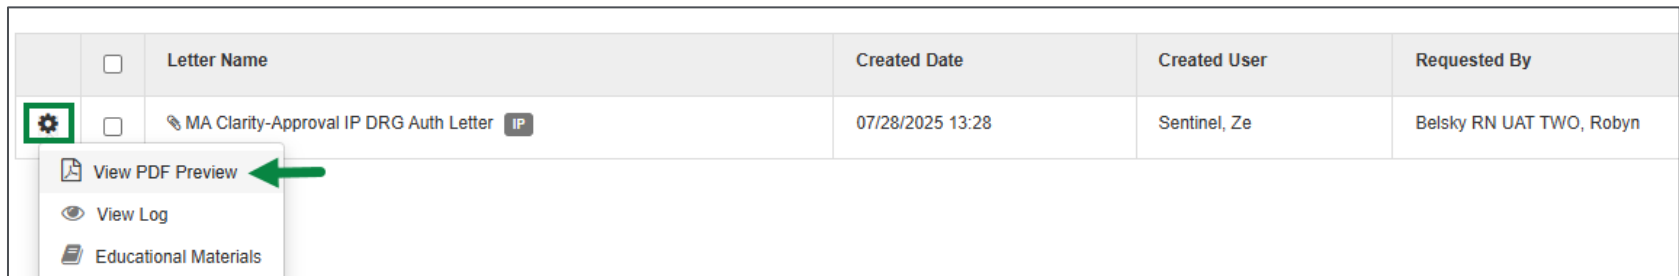 Letter Name Created Date Created User Requested By
MA Clarity-Approval IP DRG Auth Letter IP 07/28/2025 13:28 Sentinel, Ze Belsky RN UAT TWO, Robyn
View PDF Preview
View Log
Educational Materials